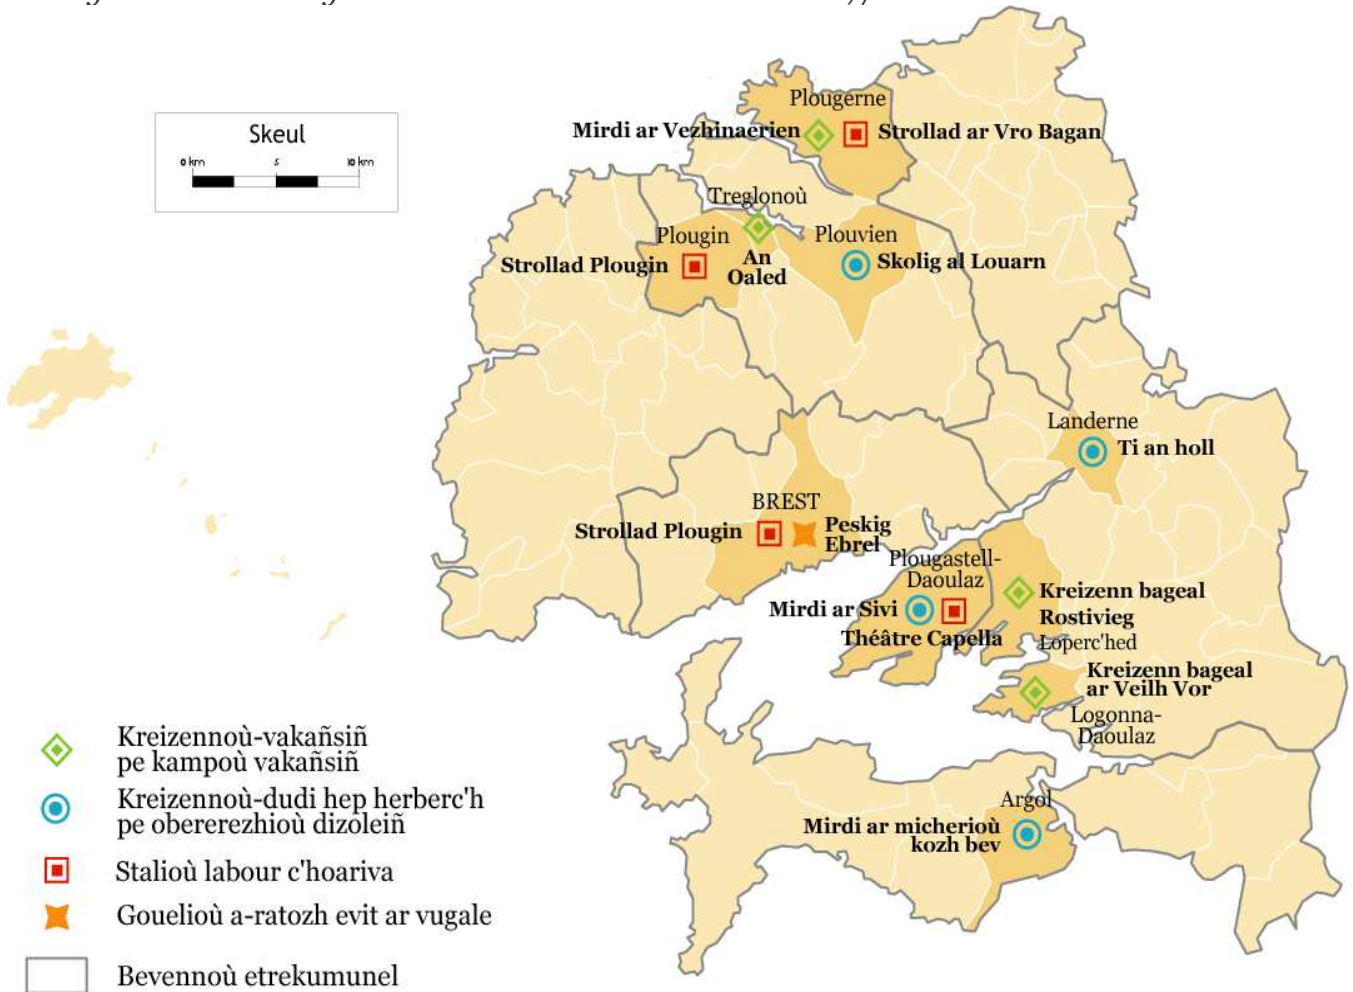 Skeul
0 km
5
10 km
Plougerne
Mirdi ar Vezhinaerien
Strollad ar Vro Bagan
Treglonoù
Plougin
Plouvien
Strollad Plougin
An
Oaled
Skolig al Louarn
Landerne
Ti an holl
BREST
Strollad Plougin
Peskig
Ebrel
Plougastell-
Daoulaz
Mirdi ar Sivi
Théâtre Capella
Kreizenn bageal
Rostivieg
Loperc'hed
Kreizenn bageal
ar Veilh Vor
Logonna-
Daoulaz
Argol
Mirdi ar micherioù
kozh bev
Kreizennoù-vakañsiñ
pe kampoù vakañsiñ
Kreizennoù-dudi hep herberc'h
pe obererezhioù dizoleiñ
Stalioù labour c'hoariva
Gouelioù a-ratozh evit ar vugale
Bevennoù etrekumunel